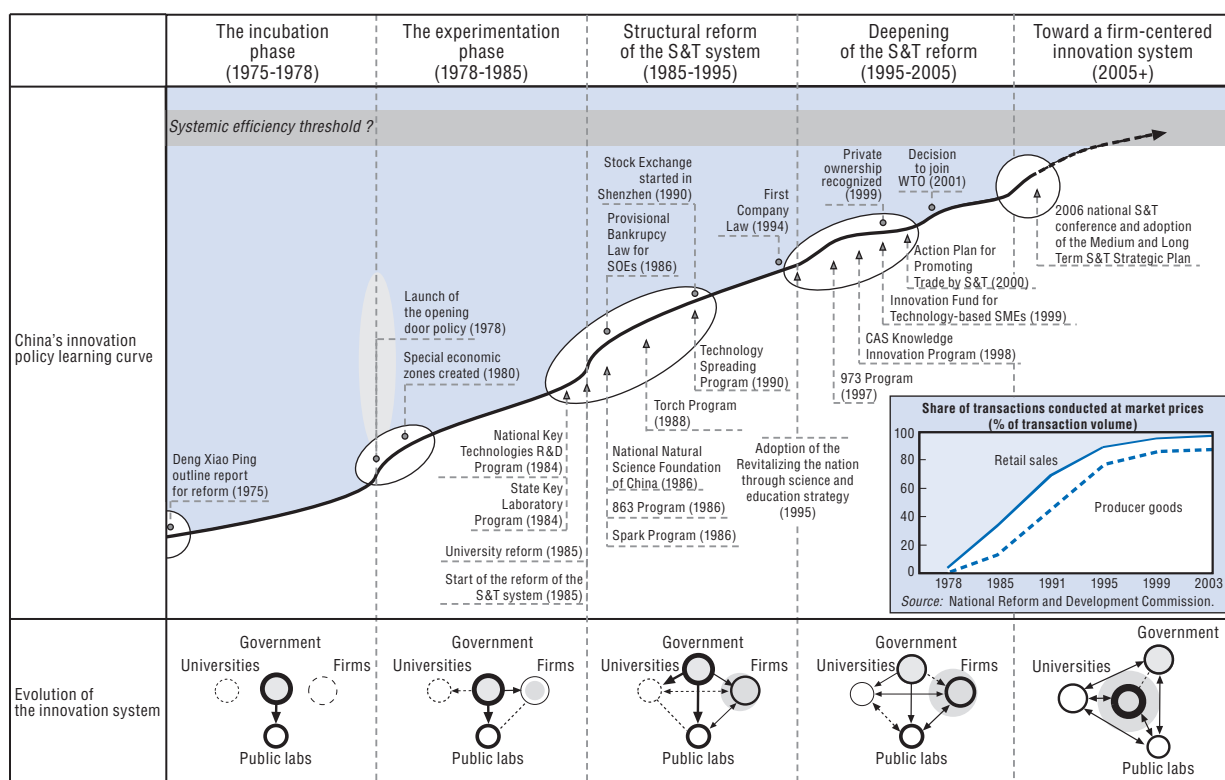 The incubation
phase
(1975-1978)
The experimentation
phase
(1978-1985)
Structural reform
of the S&T system
(1985-1995)
Deepening
of the S&T reform
(1995-2005)
Toward a firm-centered
innovation system
(2005+)
China's innovation
policy learning curve
Systemic efficiency threshold ?
Deng Xiao Ping
outline report
for reform (1975)
Launch of
the opening
door policy (1978)
Special economic
zones created (1980)
National Key
Technologies R&D
Program (1984)
State Key
Laboratory
Program (1984)
University reform (1985)
Start of the reform of the
S&T system
(1985)
Stock Exchange
started in
Shenzhen (1990)
Provisional
Bankrupcy
Law for
SOEs (1986)
First
Company
Law (1994)
Technology
Spreading
Program (1990)
Torch Program
(1988)
National Natural
Science Foundation
of China (1986)
863 Program (1986)
Spark Program (1986)
Private
ownership
recognized
(1999)
Decision
to join
WTO (2001)
Action Plan for
Promoting
Trade by S&T (2000)
Innovation Fund for
Technology-based SMEs (1999)
CAS Knowledge
Innovation Program (1998)
973 Program
(1997)
Adoption of the
Revitalizing the nation
through science and
education strategy
(1995)
2006 national S&T
conference and adoption
of the Medium and Long
Term S&T Strategic Plan
Share of transactions conducted at market prices
(% of transaction volume)
100
80
60
40
20
0
Retail sales
Producer goods
1978 1985 1991 1995 1999 2003
Source: National Reform and Development Commission.
Evolution of
the innovation system
Government
Universities
Public labs
Government
Universities Firms
Public labs
Government
Universities Firms
Public labs
Government
Universities Firms
Public labs
Government
Universities
Public labs